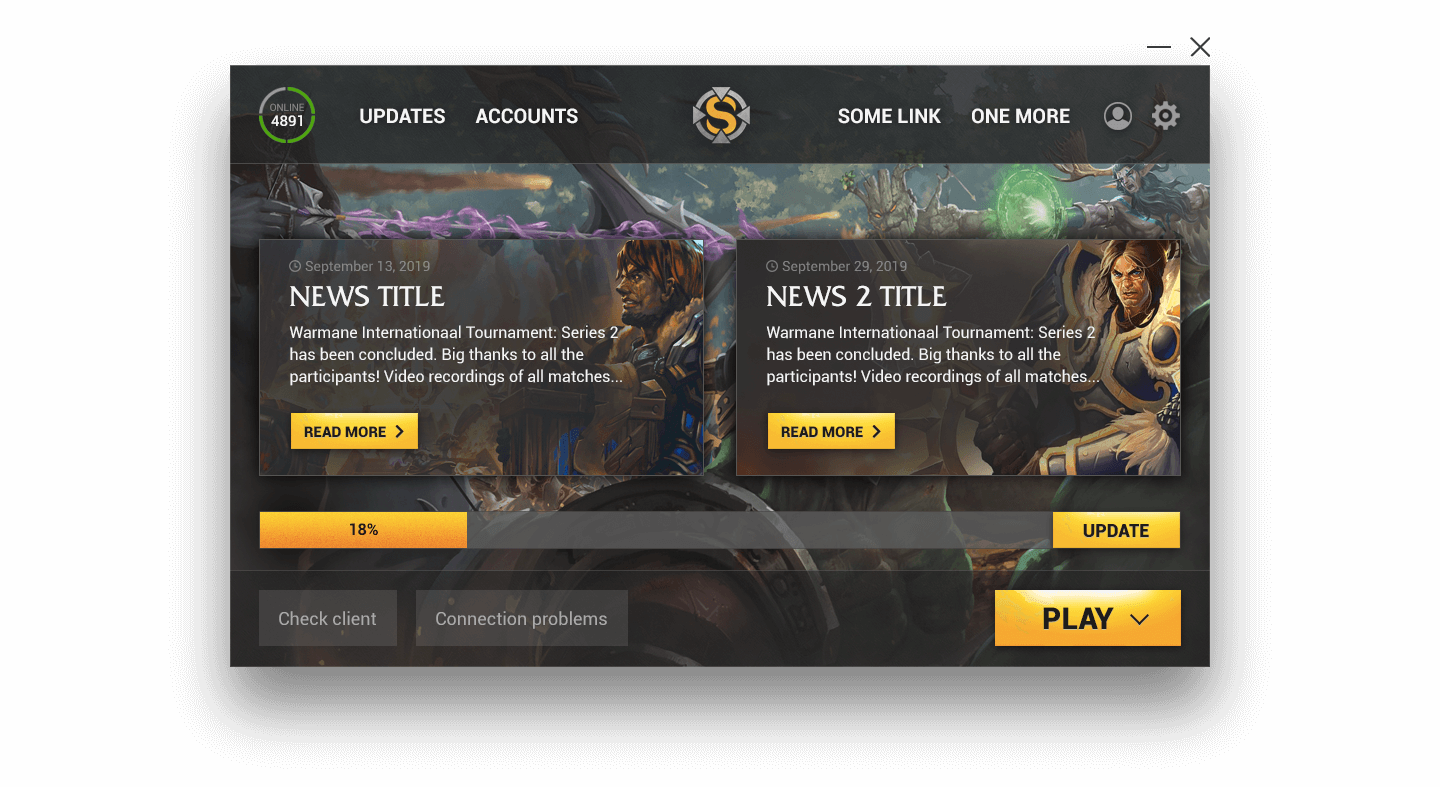 ONLINE
4891
UPDATES
ACCOUNTS
S
SOME LINK
ONE MORE
September 13, 2019
NEWS TITLE
Warmane Internationaal Tournament: Series 2
has been concluded. Big thanks to all the
participants! Video recordings of all matches...
READ MORE
September 29, 2019
NEWS 2 TITLE
Warmane Internationaal Tournament: Series 2
has been concluded. Big thanks to all the
participants! Video recordings of all matches...
READ MORE
18%
UPDATE
Check client
Connection problems
PLAY